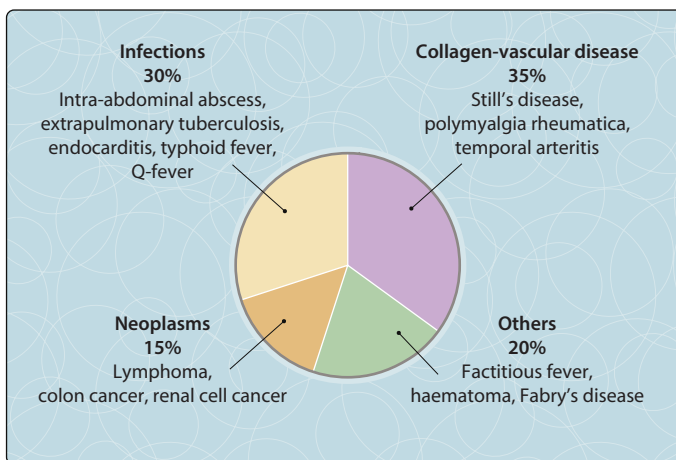 Infections
30%
Intra-abdominal abscess,
extrapulmonary tuberculosis,
endocarditis, typhoid fever,
Q-fever
Collagen-vascular disease
35%
Still's disease,
polymyalgia rheumatica,
temporal arteritis
Neoplasms
15%
Lymphoma,
colon cancer, renal cell cancer
Others
20%
Factitious fever,
haematoma, Fabry's disease